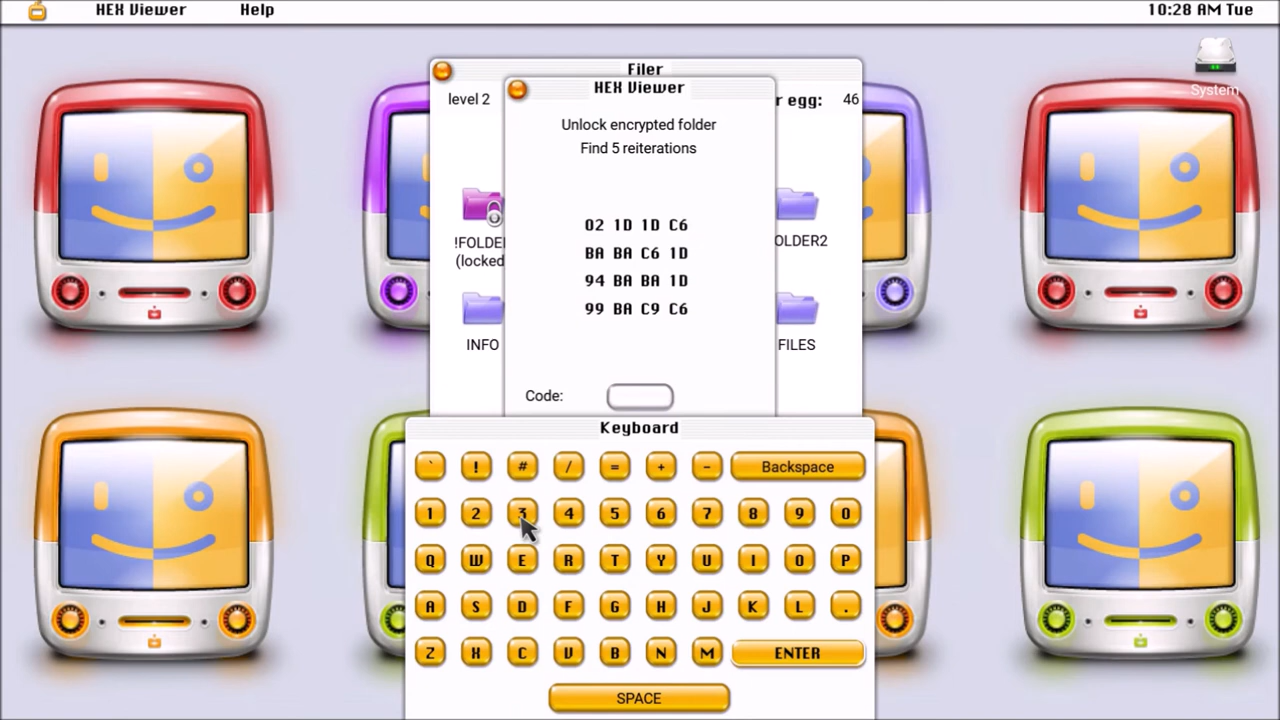 HEX Viewer Help 10:28 AM Tue
Filer
HEX Viewer
level 2
r egg: 46
System
Unlock encrypted folder
Find 5 reiterations
02 1D 1D C6
BA BA C6 1D
94 BA BA 1D
99 BA C9 C6
!FOLDE
(locked
OLDER2
INFO
FILES
Code:
Keyboard
` ! # / = + - Backspace
1 2 3 4 5 6 7 8 9 0
Q W E R T Y U I O P
A S D F G H J K L .
Z X C V B N M ENTER
SPACE